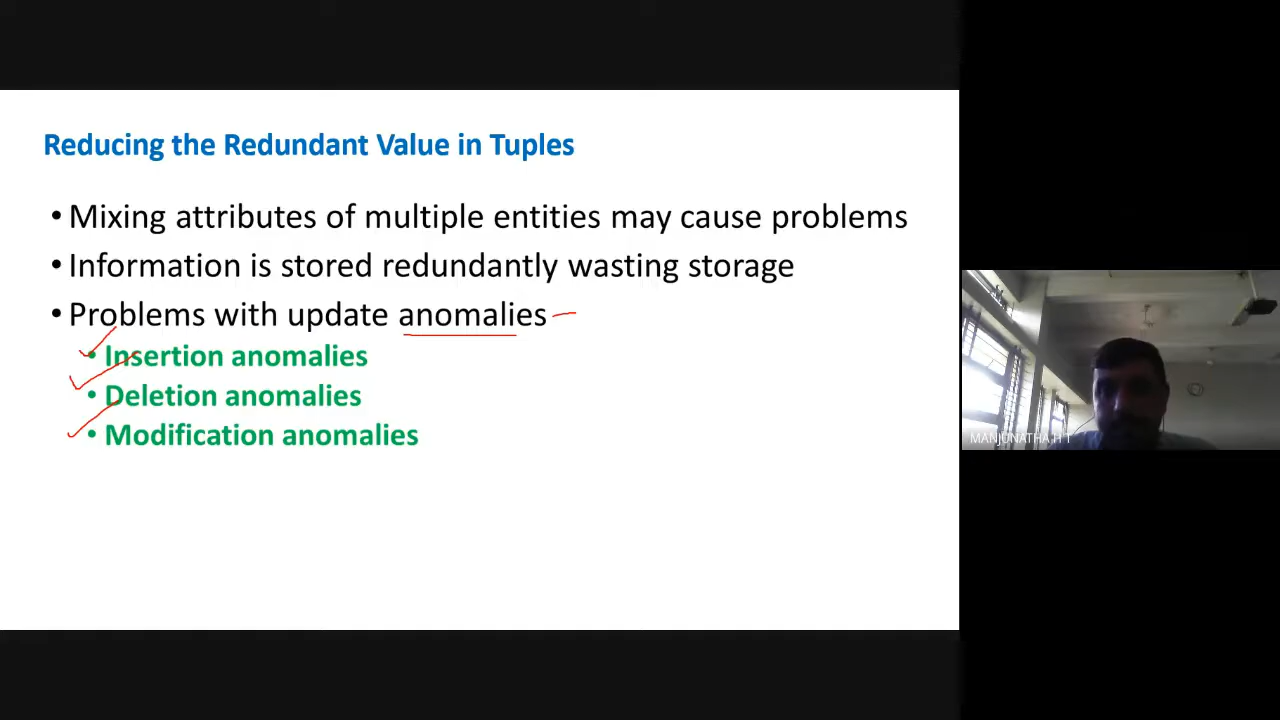 Reducing the Redundant Value in Tuples
• Mixing attributes of multiple entities may cause problems
• Information is stored redundantly wasting storage
• Problems with update anomalies
• Insertion anomalies
• Deletion anomalies
• Modification anomalies
MANJUNATHA H T